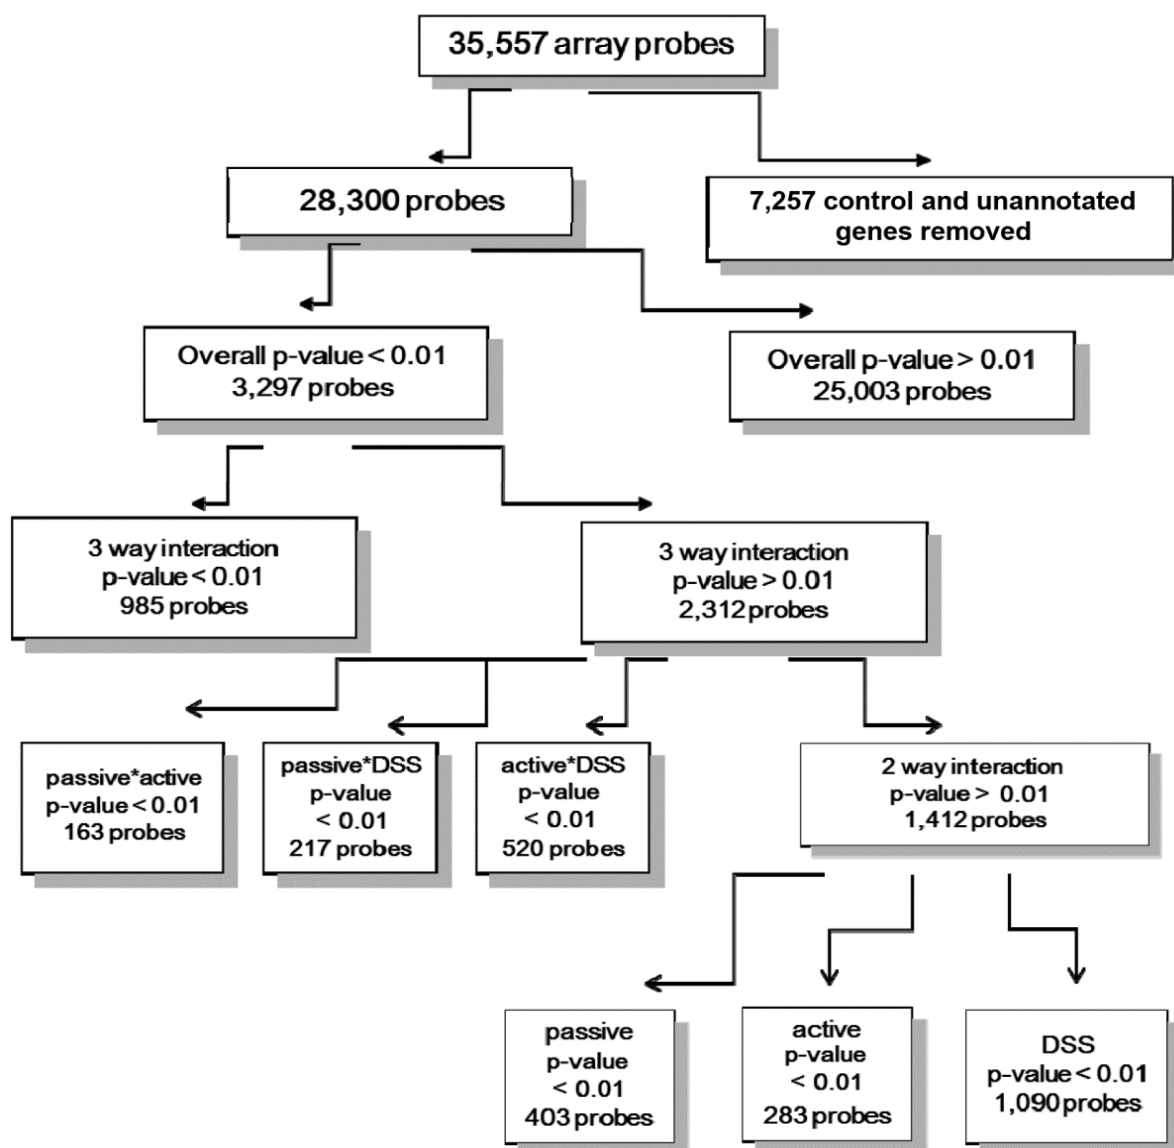 35,557 array probes
28,300 probes
7,257 control and unannotated
genes removed
Overall p-value < 0.01
3,297 probes
Overall p-value > 0.01
25,003 probes
3 way interaction
p-value < 0.01
985 probes
3 way interaction
p-value > 0.01
2,312 probes
passive*active
p-value < 0.01
163 probes
passive*DSS
p-value
< 0.01
217 probes
active*DSS
p-value
< 0.01
520 probes
2 way interaction
p-value > 0.01
1,412 probes
passive
p-value
< 0.01
403 probes
active
p-value
< 0.01
283 probes
DSS
p-value < 0.01
1,090 probes